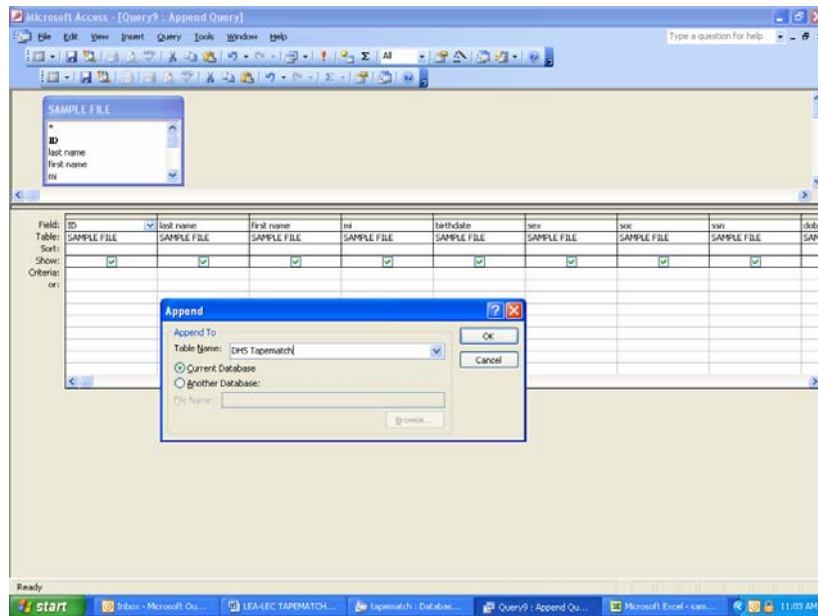 Microsoft Access - [Query9 : Append Query]
File Edit View Insert Query Tools Window Help Type a question for help
All
SAMPLE FILE
*
ID
last name
first name
mi
Field: ID last name first name mi birthdate sex soc ssn dob
Table: SAMPLE FILE SAMPLE FILE SAMPLE FILE SAMPLE FILE SAMPLE FILE SAMPLE FILE SAMPLE FILE SAMPLE FILE SAM
Sort:
Show:
Criteria:
or:
Append
Append To
Table Name: DHS Tapematch
OK
Current Database
Cancel
Another Database:
File Name:
Browse...
Ready
start Inbox - Microsoft Ou... LEA-LEC TAPEMATCH... tapematch : Databas... Query9 : Append Qu... Microsoft Excel - sam... 11:03 AM